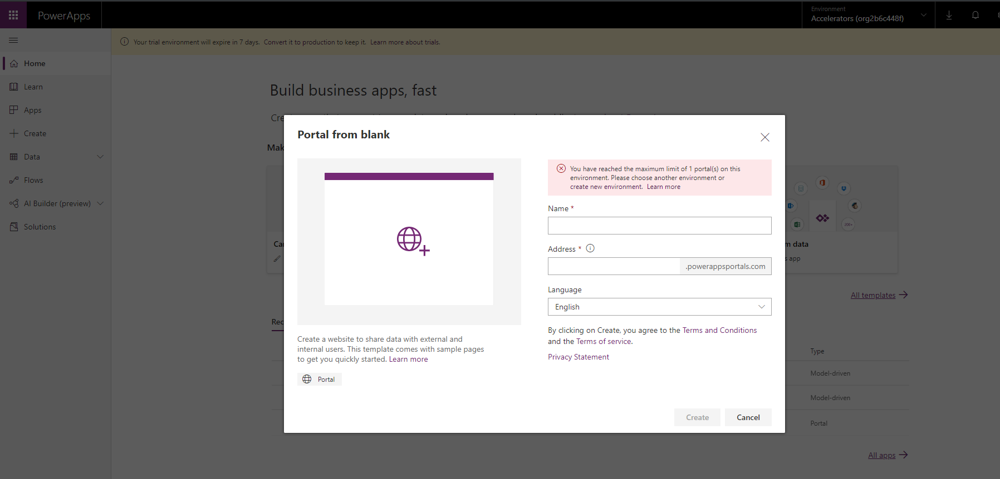 PowerApps
Environment
Accelerators (org2b6c448f)
Your trial environment will expire in 7 days. Convert it to production to keep it. Learn more about trials.
Home
Learn
Apps
Create
Data
Flows
AI Builder (preview)
Solutions
Build business apps, fast
Portal from blank
You have reached the maximum limit of 1 portal(s) on this
environment. Please choose another environment or
create new environment. Learn more
Name *
Address *
.powerappsportals.com
Language
English
By clicking on Create, you agree to the Terms and Conditions
and the Terms of service.
Privacy Statement
Create a website to share data with external and
internal users. This template comes with sample pages
to get you quickly started. Learn more
Portal
Create
Cancel
200+
data
app
All templates
Type
Model-driven
Model-driven
Portal
All apps